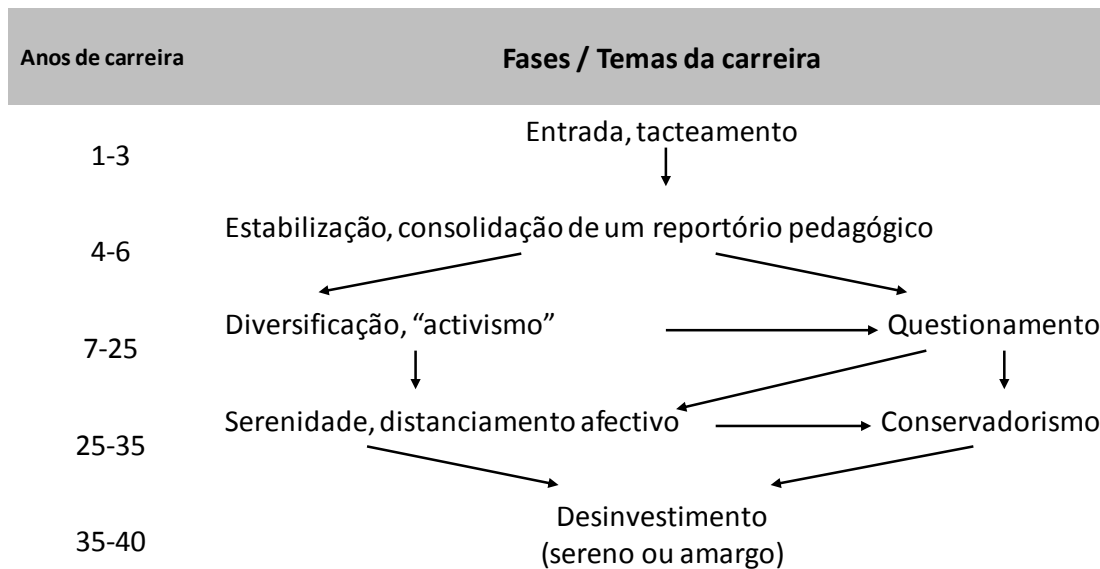 Anos de carreira
Fases / Temas da carreira
1-3
Entrada, tacteamento
4-6
Estabilização, consolidação de um reportório pedagógico
7-25
Diversificação, “activismo”
Questionamento
25-35
Serenidade, distanciamento afectivo
Conservadorismo
35-40
Desinvestimento
(sereno ou amargo)